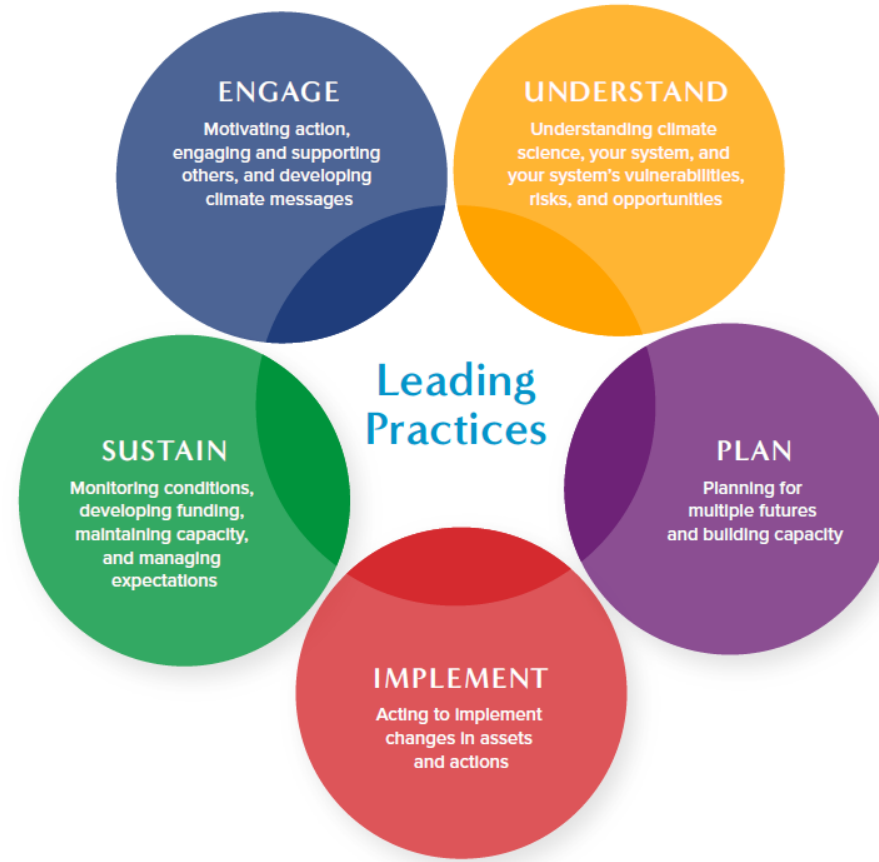 ENGAGE
Motivating action,
engaging and supporting
others, and developing
climate messages
UNDERSTAND
Understanding climate
science, your system, and
your system's vulnerabilities,
risks, and opportunities
Leading
Practices
SUSTAIN
Monitoring conditions,
developing funding,
maintaining capacity,
and managing
expectations
PLAN
Planning for
multiple futures
and building capacity
IMPLEMENT
Acting to implement
changes in assets
and actions